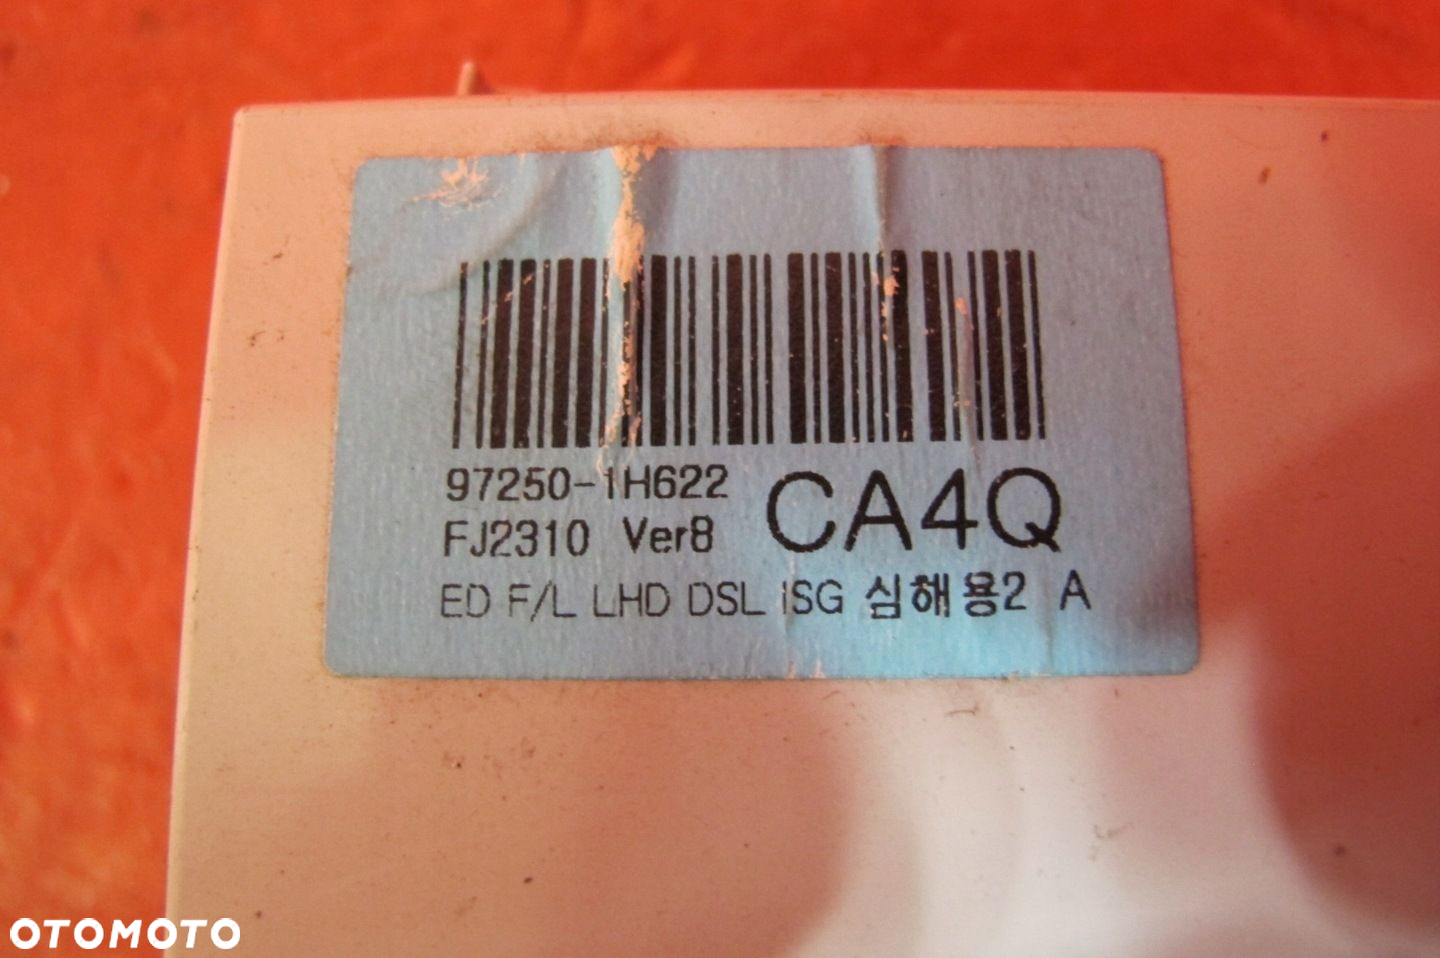 97250-1H622
CA4Q
FJ2310 Ver8
ED F/L LHD DSL ISG 심해용2 A
OTOMOTO